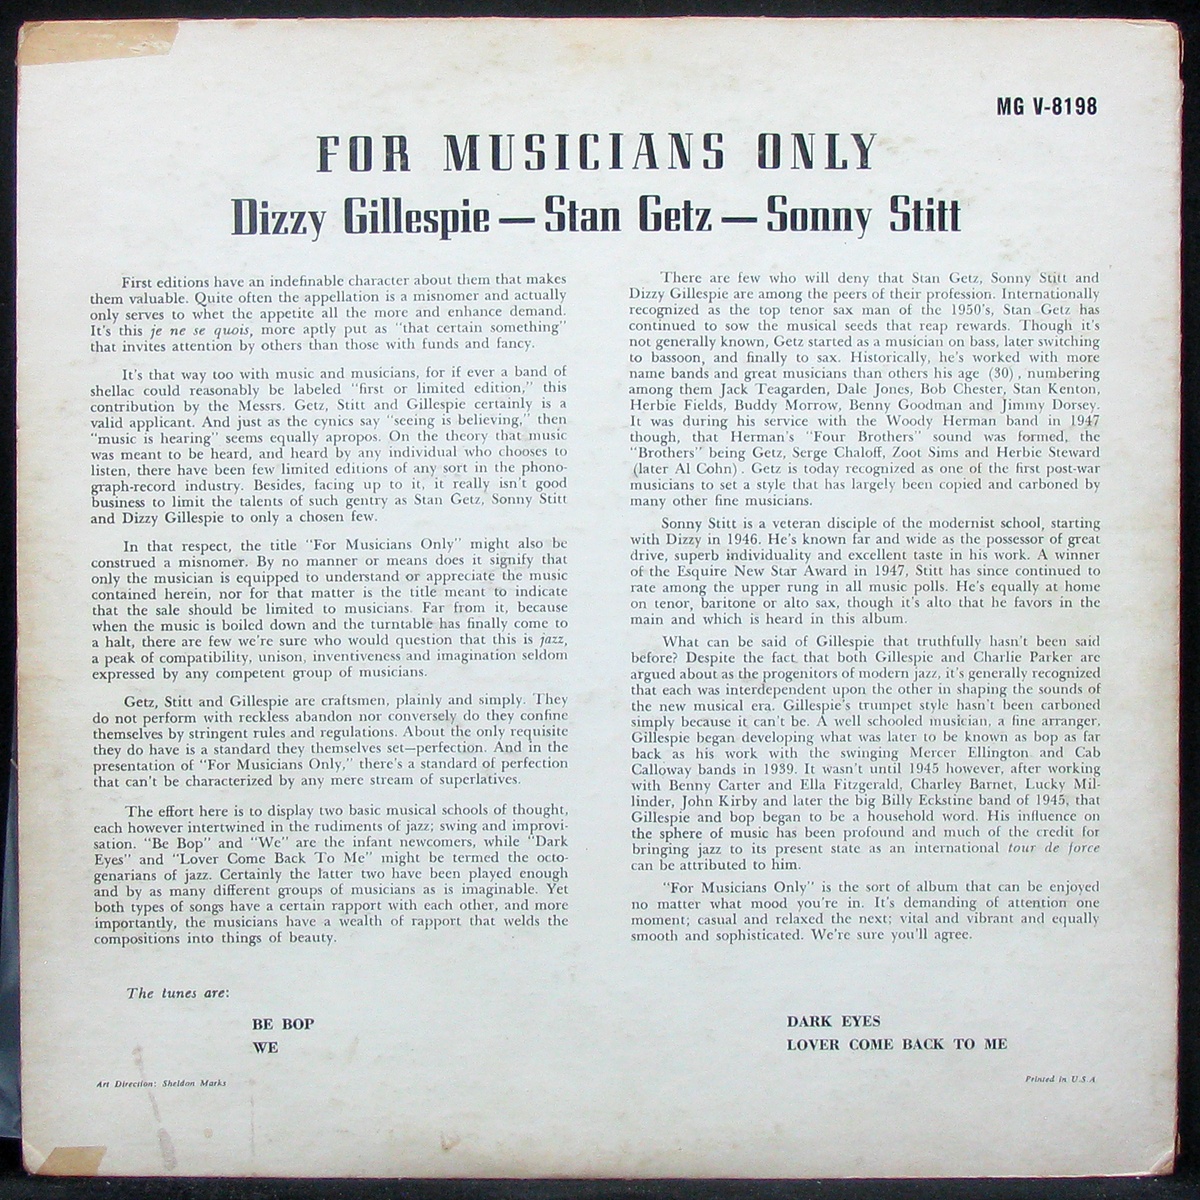 MG V-8198
FOR MUSICIANS ONLY
Dizzy Gillespie — Stan Getz — Sonny Stitt
First editions have an indefinable character about them that makes
them valuable. Quite often the appellation is a misnomer and actually
only serves to whet the appetite all the more and enhance demand.
It's this je ne se quois, more aptly put as "that certain something"
that invites attention by others than those with funds and fancy.
It's that way too with music and musicians, for if ever a band of
shellac could reasonably be labeled "first or limited edition," this
contribution by the Messrs. Getz, Stitt and Gillespie certainly is a
valid applicant. And just as the cynics say "seeing is believing," then
"music is hearing" seems equally apropos. On the theory that music
was meant to be heard, and heard by any individual who chooses to
listen, there have been few limited editions of any sort in the phono-
graph-record industry. Besides, facing up to it, it really isn't good
business to limit the talents of such gentry as Stan Getz, Sonny Stitt
and Dizzy Gillespie to only a chosen few.
In that respect, the title "For Musicians Only" might also be
construed a misnomer. By no manner or means does it signify that
only the musician is equipped to understand or appreciate the music
contained herein, nor for that matter is the title meant to indicate
that the sale should be limited to musicians. Far from it, because
when the music is boiled down and the turntable has finally come to
a halt, there are few we're sure who would question that this is jazz,
a peak of compatibility, unison, inventiveness and imagination seldom
expressed by any competent group of musicians.
Getz, Stitt and Gillespie are craftsmen, plainly and simply. They
do not perform with reckless abandon nor conversely do they confine
themselves by stringent rules and regulations. About the only requisite
they do have is a standard they themselves set—perfection. And in the
presentation of "For Musicians Only," there's a standard of perfection
that can't be characterized by any mere stream of superlatives.
The effort here is to display two basic musical schools of thought,
each however intertwined in the rudiments of jazz; swing and improvi-
sation. "Be Bop" and "We" are the infant newcomers, while "Dark
Eyes" and "Lover Come Back To Me" might be termed the octo-
genarians of jazz. Certainly the latter two have been played enough
and by as many different groups of musicians as is imaginable. Yet
both types of songs have a certain rapport with each other, and more
importantly, the musicians have a wealth of rapport that welds the
compositions into things of beauty.
There are few who will deny that Stan Getz, Sonny Stitt and
Dizzy Gillespie are among the peers of their profession. Internationally
recognized as the top tenor sax man of the 1950's, Stan Getz has
continued to sow the musical seeds that reap rewards. Though it's
not generally known, Getz started as a musician on bass, later switching
to bassoon, and finally to sax. Historically, he's worked with more
name bands and great musicians than others his age (30), numbering
among them Jack Teagarden, Dale Jones, Bob Chester, Stan Kenton,
Herbie Fields, Buddy Morrow, Benny Goodman and Jimmy Dorsey.
It was during his service with the Woody Herman band in 1947
though, that Herman's "Four Brothers" sound was formed, the
"Brothers" being Getz, Serge Chaloff, Zoot Sims and Herbie Steward
(later Al Cohn). Getz is today recognized as one of the first post-war
musicians to set a style that has largely been copied and carboned by
many other fine musicians.
Sonny Stitt is a veteran disciple of the modernist school, starting
with Dizzy in 1946. He's known far and wide as the possessor of great
drive, superb individuality and excellent taste in his work. A winner
of the Esquire New Star Award in 1947, Stitt has since continued to
rate among the upper rung in all music polls. He's equally at home
on tenor, baritone or alto sax, though it's alto that he favors in the
main and which is heard in this album.
What can be said of Gillespie that truthfully hasn't been said
before? Despite the fact that both Gillespie and Charlie Parker are
argued about as the progenitors of modern jazz, it's generally recognized
that each was interdependent upon the other in shaping the sounds of
the new musical era. Gillespie's trumpet style hasn't been carboned
simply because it can't be. A well schooled musician, a fine arranger,
Gillespie began developing what was later to be known as bop as far
back as his work with the swinging Mercer Ellington and Cab
Calloway bands in 1939. It wasn't until 1945 however, after working
with Benny Carter and Ella Fitzgerald, Charley Barnet, Lucky Mil-
linder, John Kirby and later the big Billy Eckstine band of 1945, that
Gillespie and bop began to be a household word. His influence on
the sphere of music has been profound and much of the credit for
bringing jazz to its present state as an international tour de force
can be attributed to him.
"For Musicians Only" is the sort of album that can be enjoyed
no matter what mood you're in. It's demanding of attention one
moment; casual and relaxed the next; vital and vibrant and equally
smooth and sophisticated. We're sure you'll agree.
The tunes are:
BE BOP
WE
DARK EYES
LOVER COME BACK TO ME
Art Direction: Sheldon Marks
Printed in U.S.A